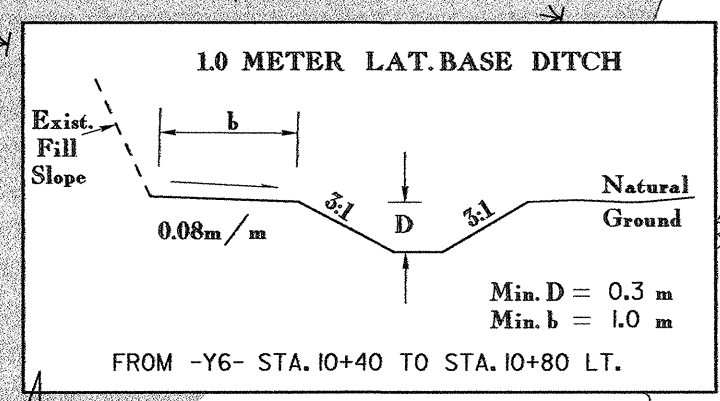 1.0 METER LAT. BASE DITCH
Exist.
Fill
Slope
b
0.08m/m
3:1
D
3:1
Natural
Ground
Min. D = 0.3 m
Min. b = 1.0 m
FROM -Y6- STA. 10+40 TO STA. 10+80 LT.